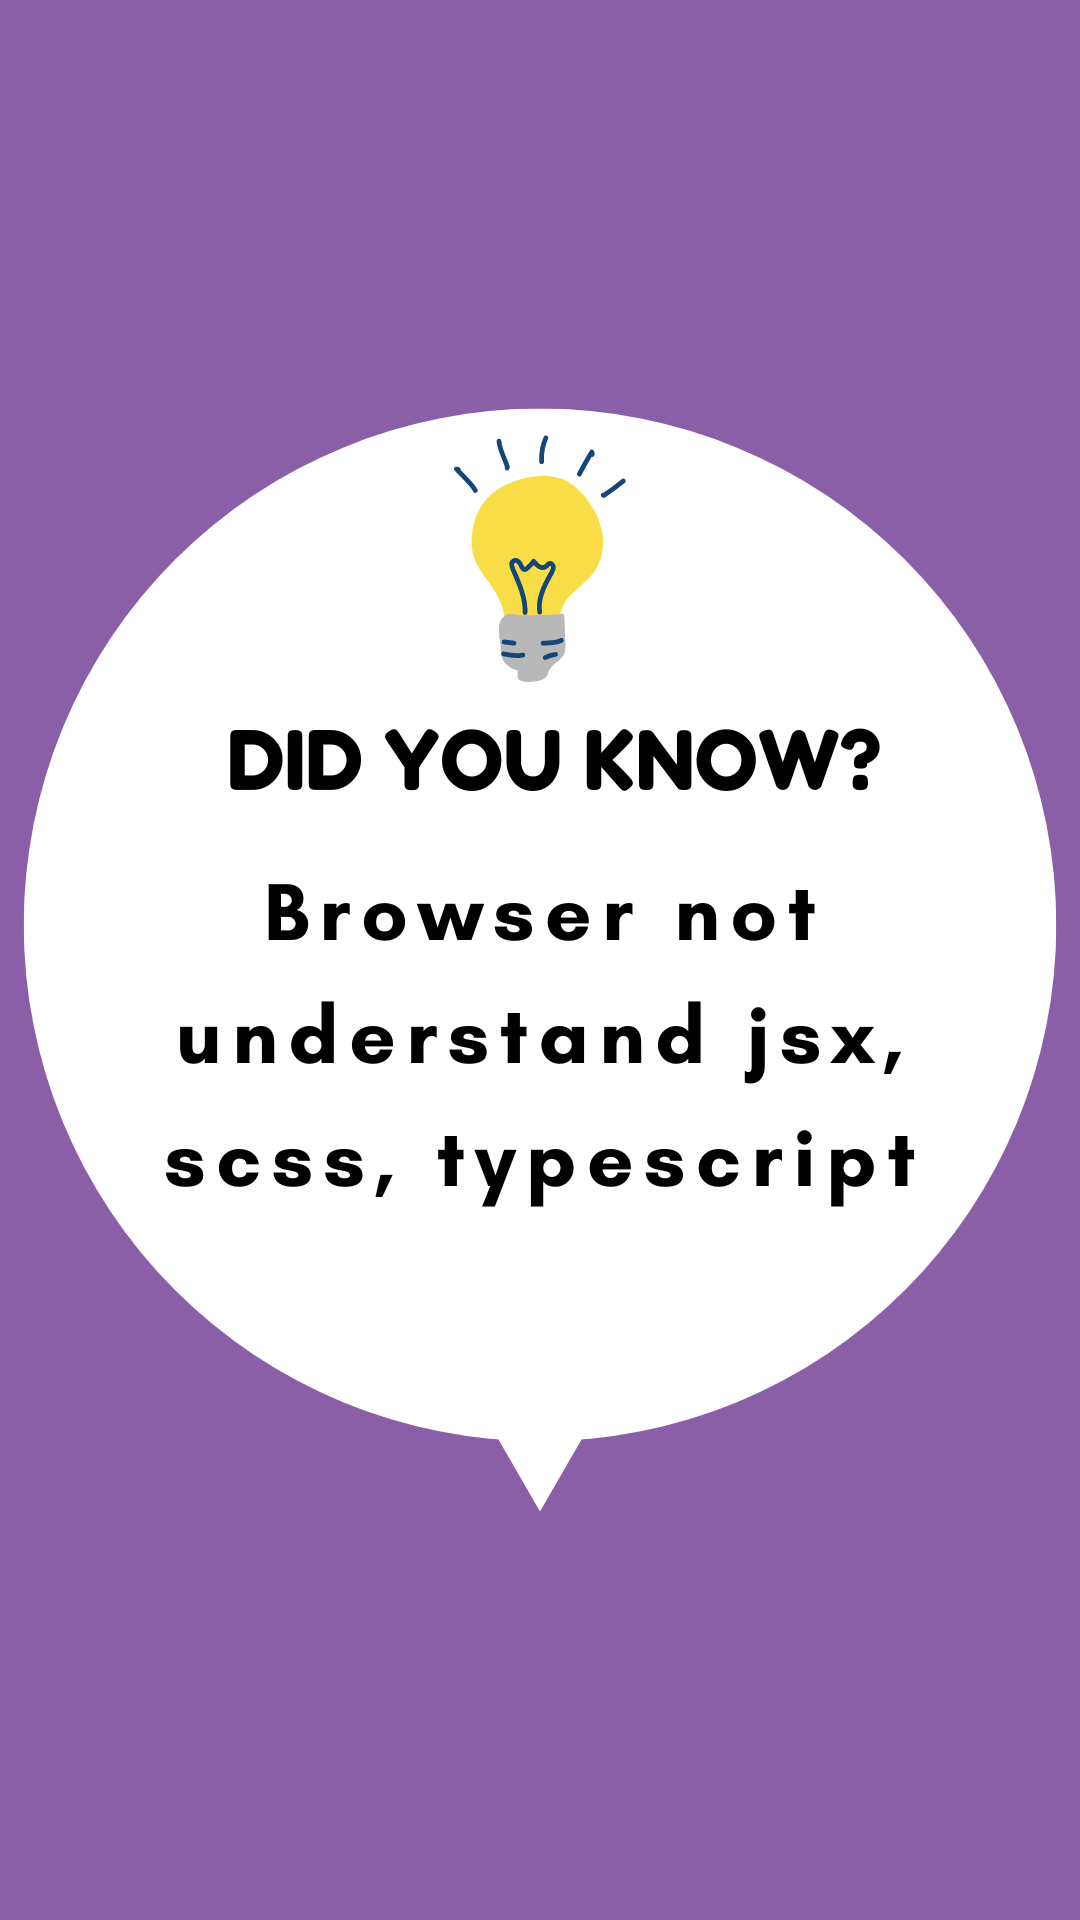 DID YOU KNOW?
Browser not
understand jsx,
scss, typescript